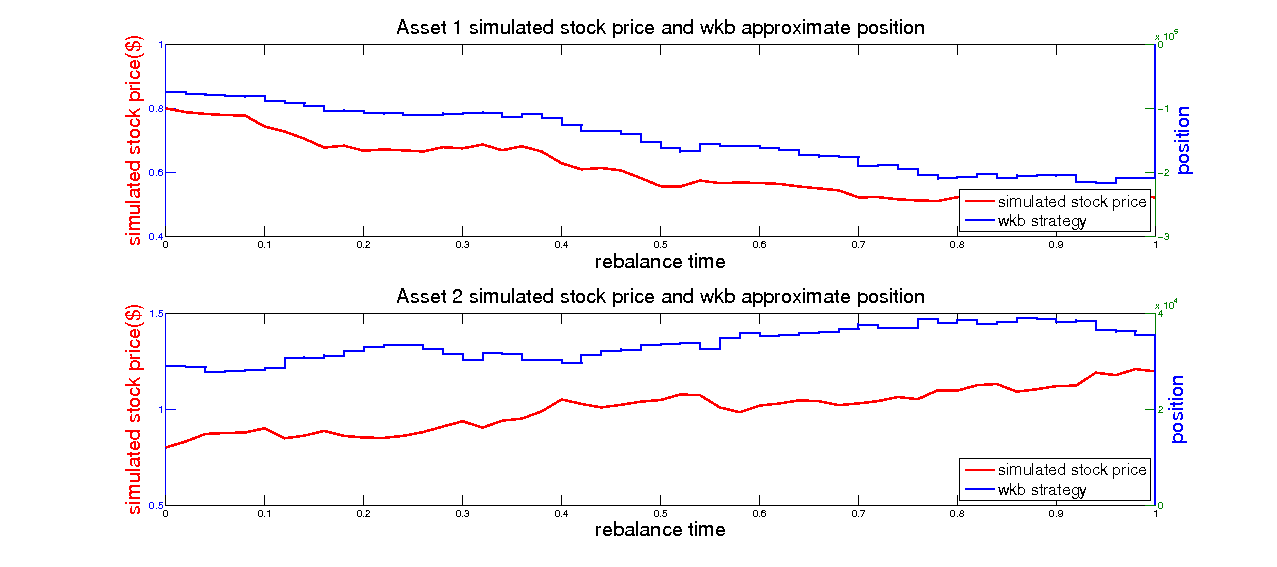 Asset 1 simulated stock price and wkb approximate position
x 10^5
1 0
0.8 -1
0.6 -2
0.4 -3
simulated stock price($)
position
simulated stock price
wkb strategy
0 0.1 0.2 0.3 0.4 0.5 0.6 0.7 0.8 0.9 1
rebalance time
Asset 2 simulated stock price and wkb approximate position
x 10^4
1.5 4
1 2
0.5 0
simulated stock price($)
position
simulated stock price
wkb strategy
0 0.1 0.2 0.3 0.4 0.5 0.6 0.7 0.8 0.9 1
rebalance time